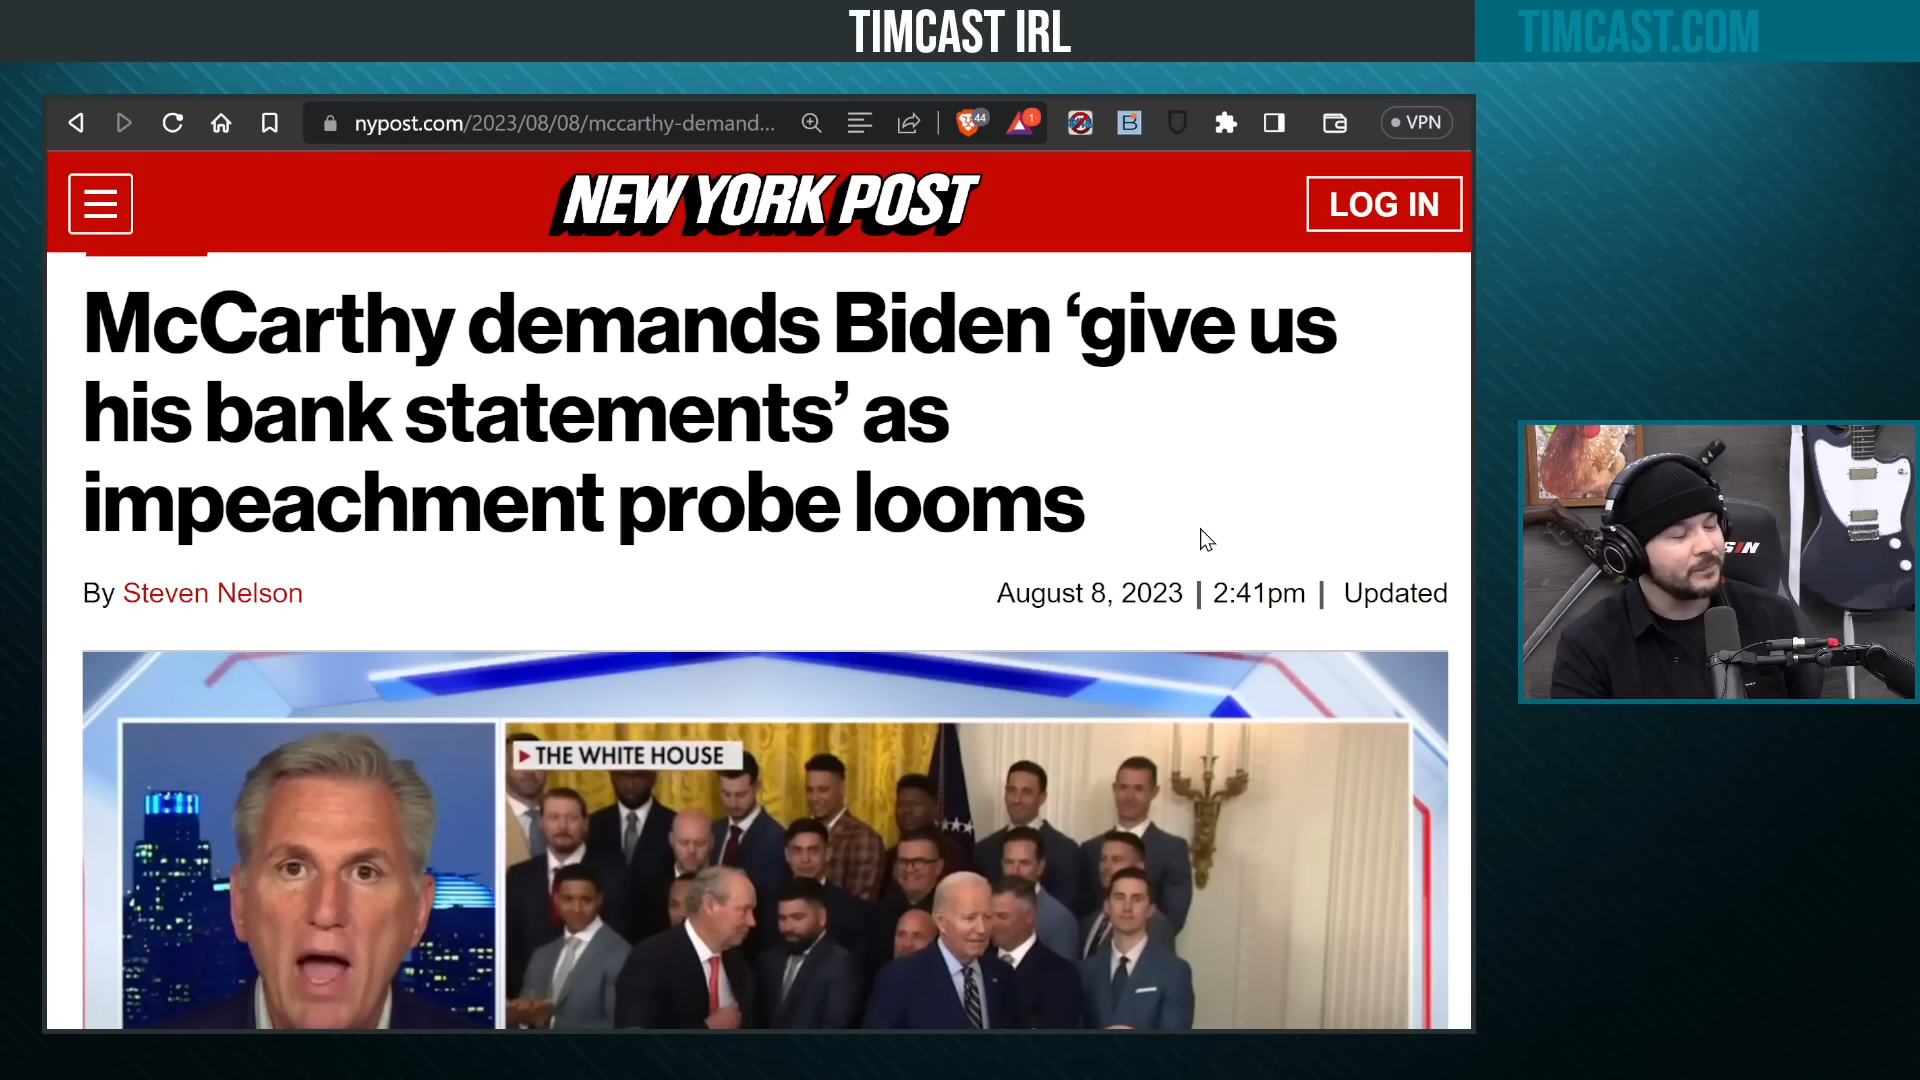 TIMCAST IRL
TIMCAST.COM
nypost.com/2023/08/08/mccarthy-demand...
44
1
B
VPN
NEW YORK POST
LOG IN
McCarthy demands Biden ‘give us
his bank statements’ as
impeachment probe looms
By Steven Nelson
August 8, 2023 | 2:41pm | Updated
THE WHITE HOUSE